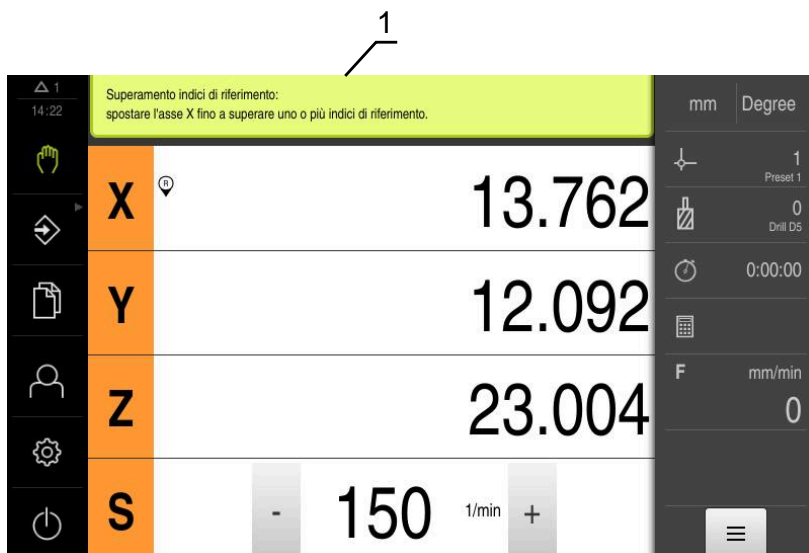 1
1
14:22
Superamento indici di riferimento:
spostare l'asse X fino a superare uno o più indici di riferimento.
mm Degree
X R 13.762
Y 12.092
Z 23.004
S - 150 1/min +
1
Preset 1
0
Drill D5
0:00:00
F mm/min
0